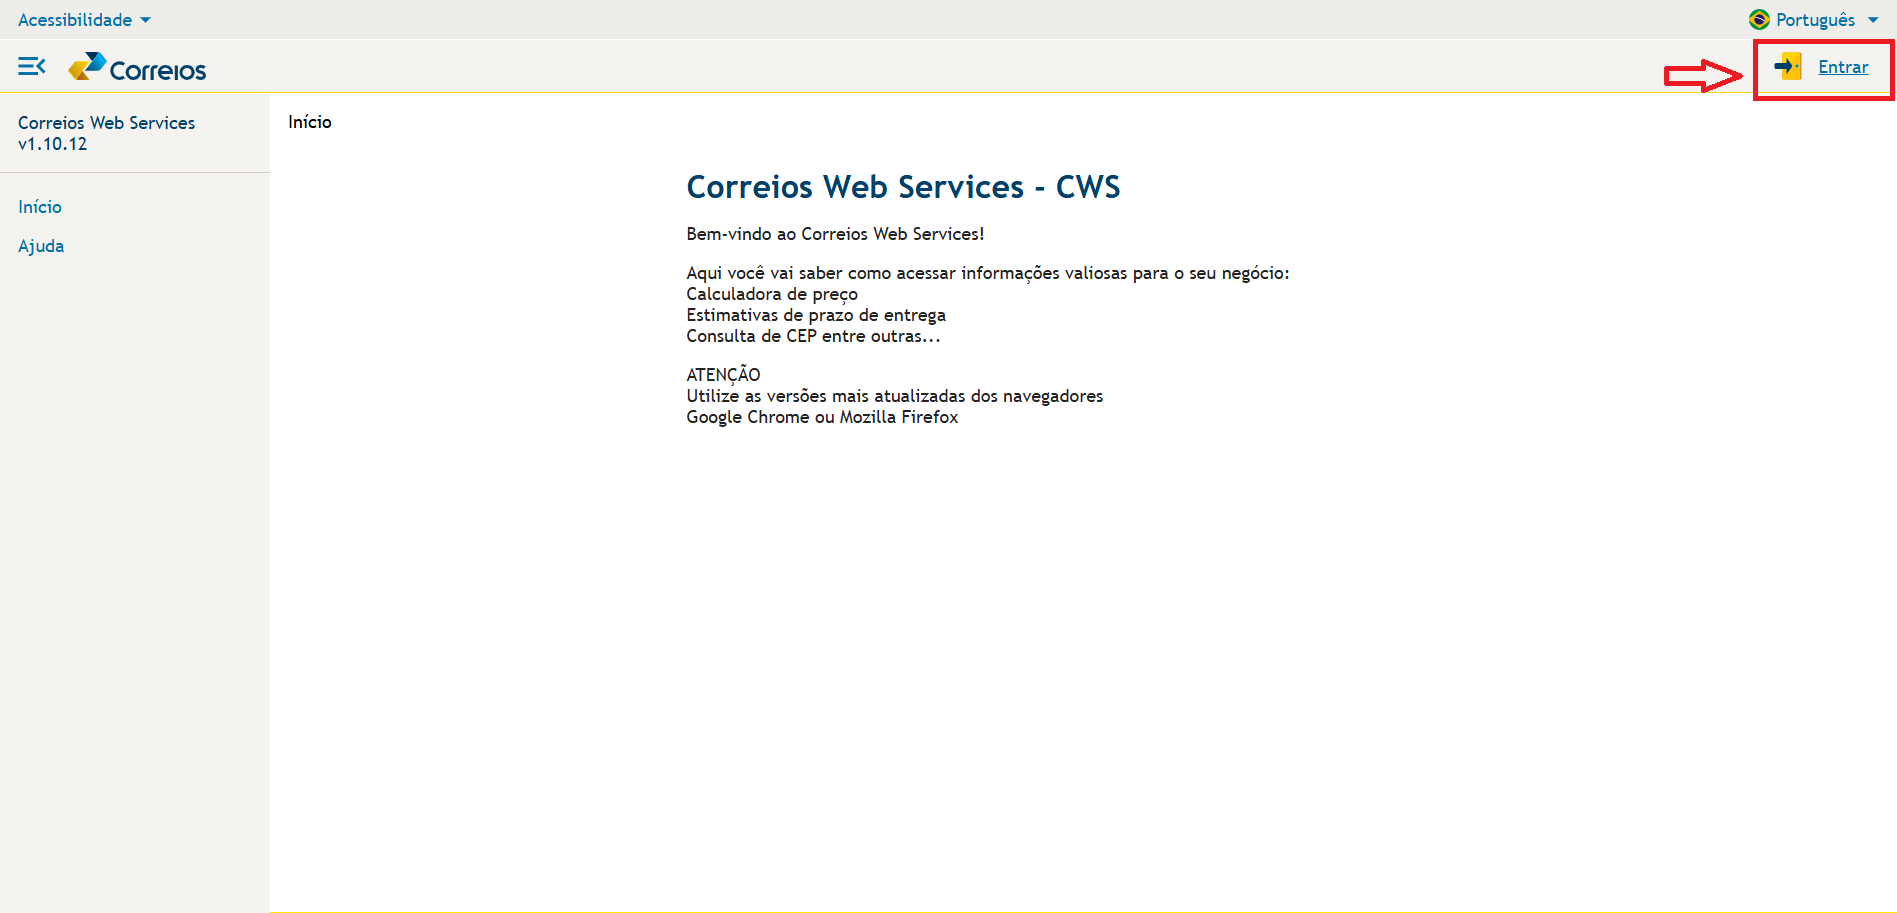 Acessibilidade
Português
Correios
Entrar
Correios Web Services
v1.10.12
Início
Ajuda
Início
Correios Web Services - CWS
Bem-vindo ao Correios Web Services!
Aqui você vai saber como acessar informações valiosas para o seu negócio:
Calculadora de preço
Estimativas de prazo de entrega
Consulta de CEP entre outras...
ATENÇÃO
Utilize as versões mais atualizadas dos navegadores
Google Chrome ou Mozilla Firefox